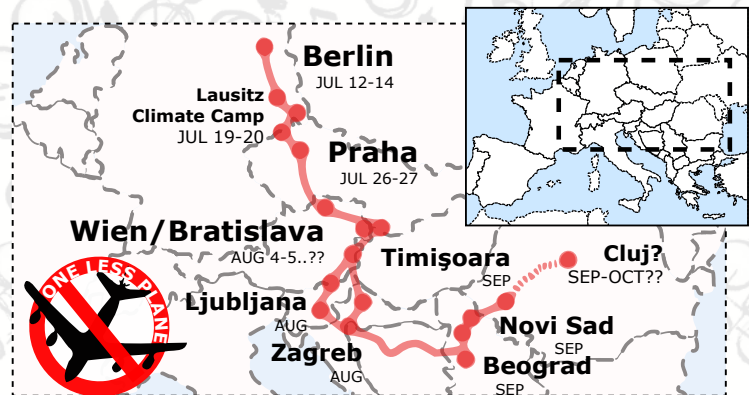 Berlin
JUL 12-14
Lausitz
Climate Camp
JUL 19-20
Praha
JUL 26-27
Wien/Bratislava
AUG 4-5..??
Timişoara
SEP
Cluj?
SEP-OCT??
ONE LESS PLANE
Ljubljana
AUG
Novi Sad
SEP
Zagreb
AUG
Beograd
SEP